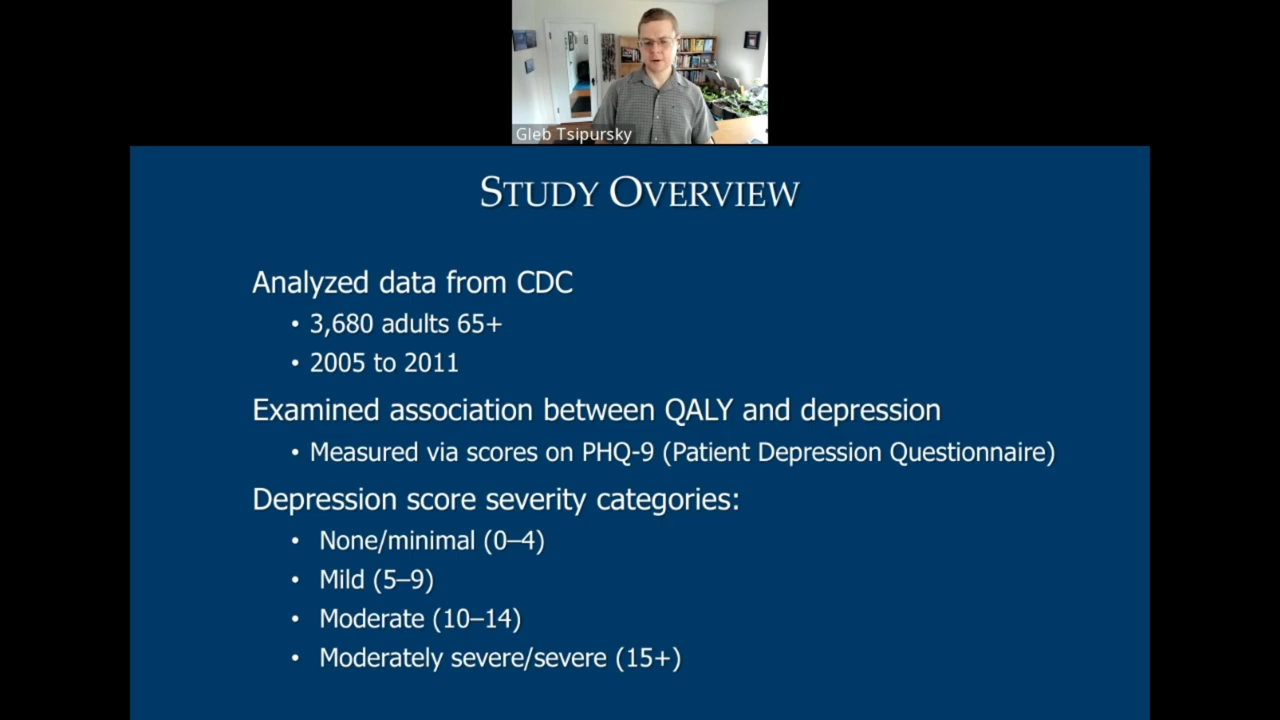 Gleb Tsipursky
STUDY OVERVIEW
Analyzed data from CDC
• 3,680 adults 65+
• 2005 to 2011
Examined association between QALY and depression
• Measured via scores on PHQ-9 (Patient Depression Questionnaire)
Depression score severity categories:
• None/minimal (0–4)
• Mild (5–9)
• Moderate (10–14)
• Moderately severe/severe (15+)